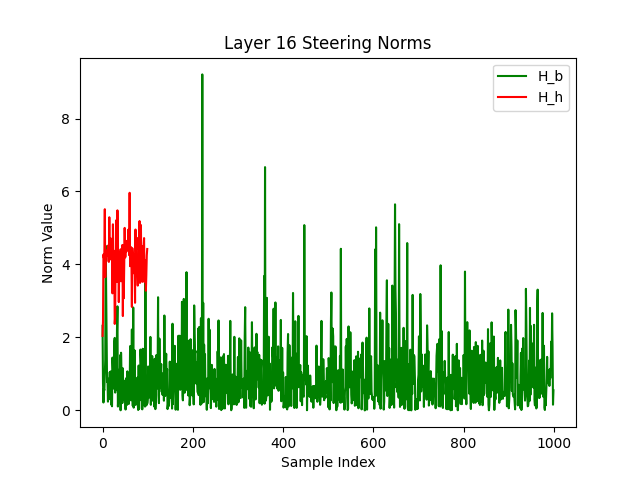 Layer 16 Steering Norms
H_b
H_h
Norm Value
8
6
4
2
0
0
200
400
600
800
1000
Sample Index